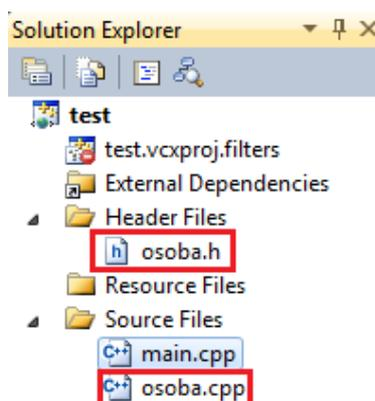 Solution Explorer
test
test.vcxproj.filters
External Dependencies
Header Files
osoba.h
Resource Files
Source Files
main.cpp
osoba.cpp